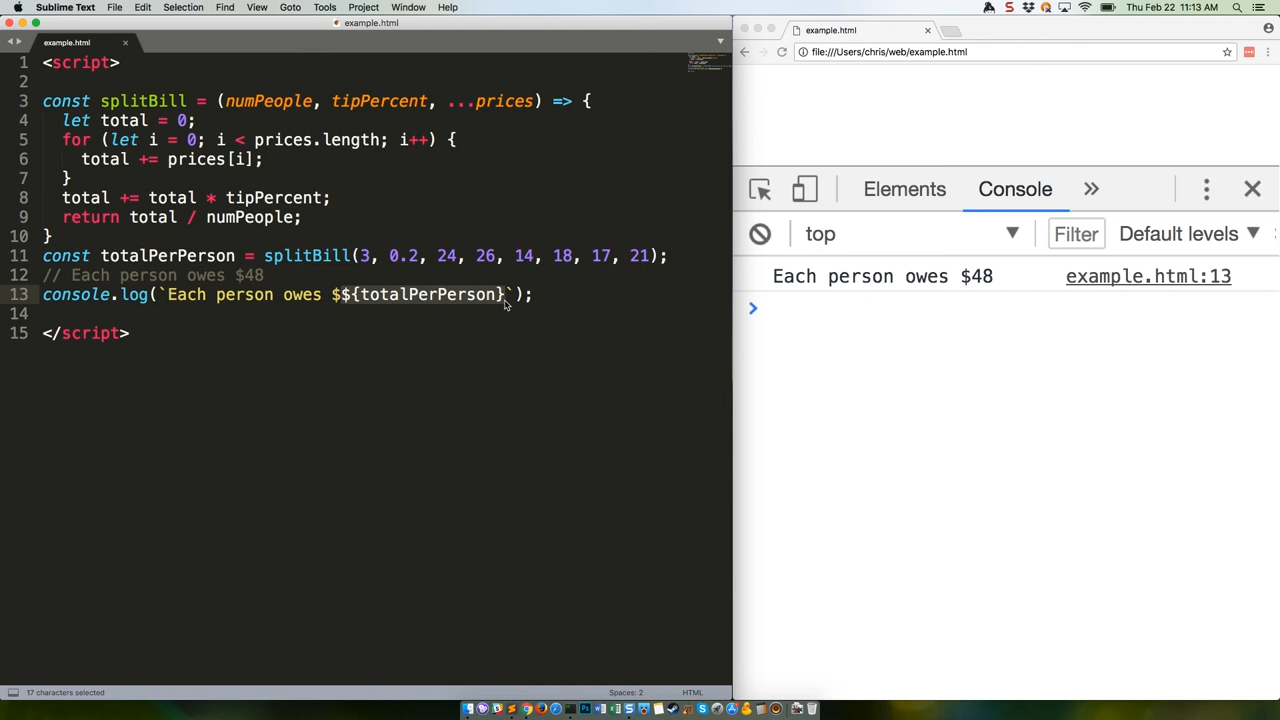 Sublime Text File Edit Selection Find View Goto Tools Project Window Help Thu Feb 22 11:13 AM
example.html
example.html
1 <script>
2
3 const splitBill = (numPeople, tipPercent, ...prices) => {
4 let total = 0;
5 for (let i = 0; i < prices.length; i++) {
6 total += prices[i];
7 }
8 total += total * tipPercent;
9 return total / numPeople;
10 }
11 const totalPerPerson = splitBill(3, 0.2, 24, 26, 14, 18, 17, 21);
12 // Each person owes $48
13 console.log(`Each person owes $${totalPerPerson}`);
14
15 </script>
17 characters selected Spaces: 2 HTML
example.html
file:///Users/chris/web/example.html
Elements Console
top Filter Default levels
Each person owes $48 example.html:13